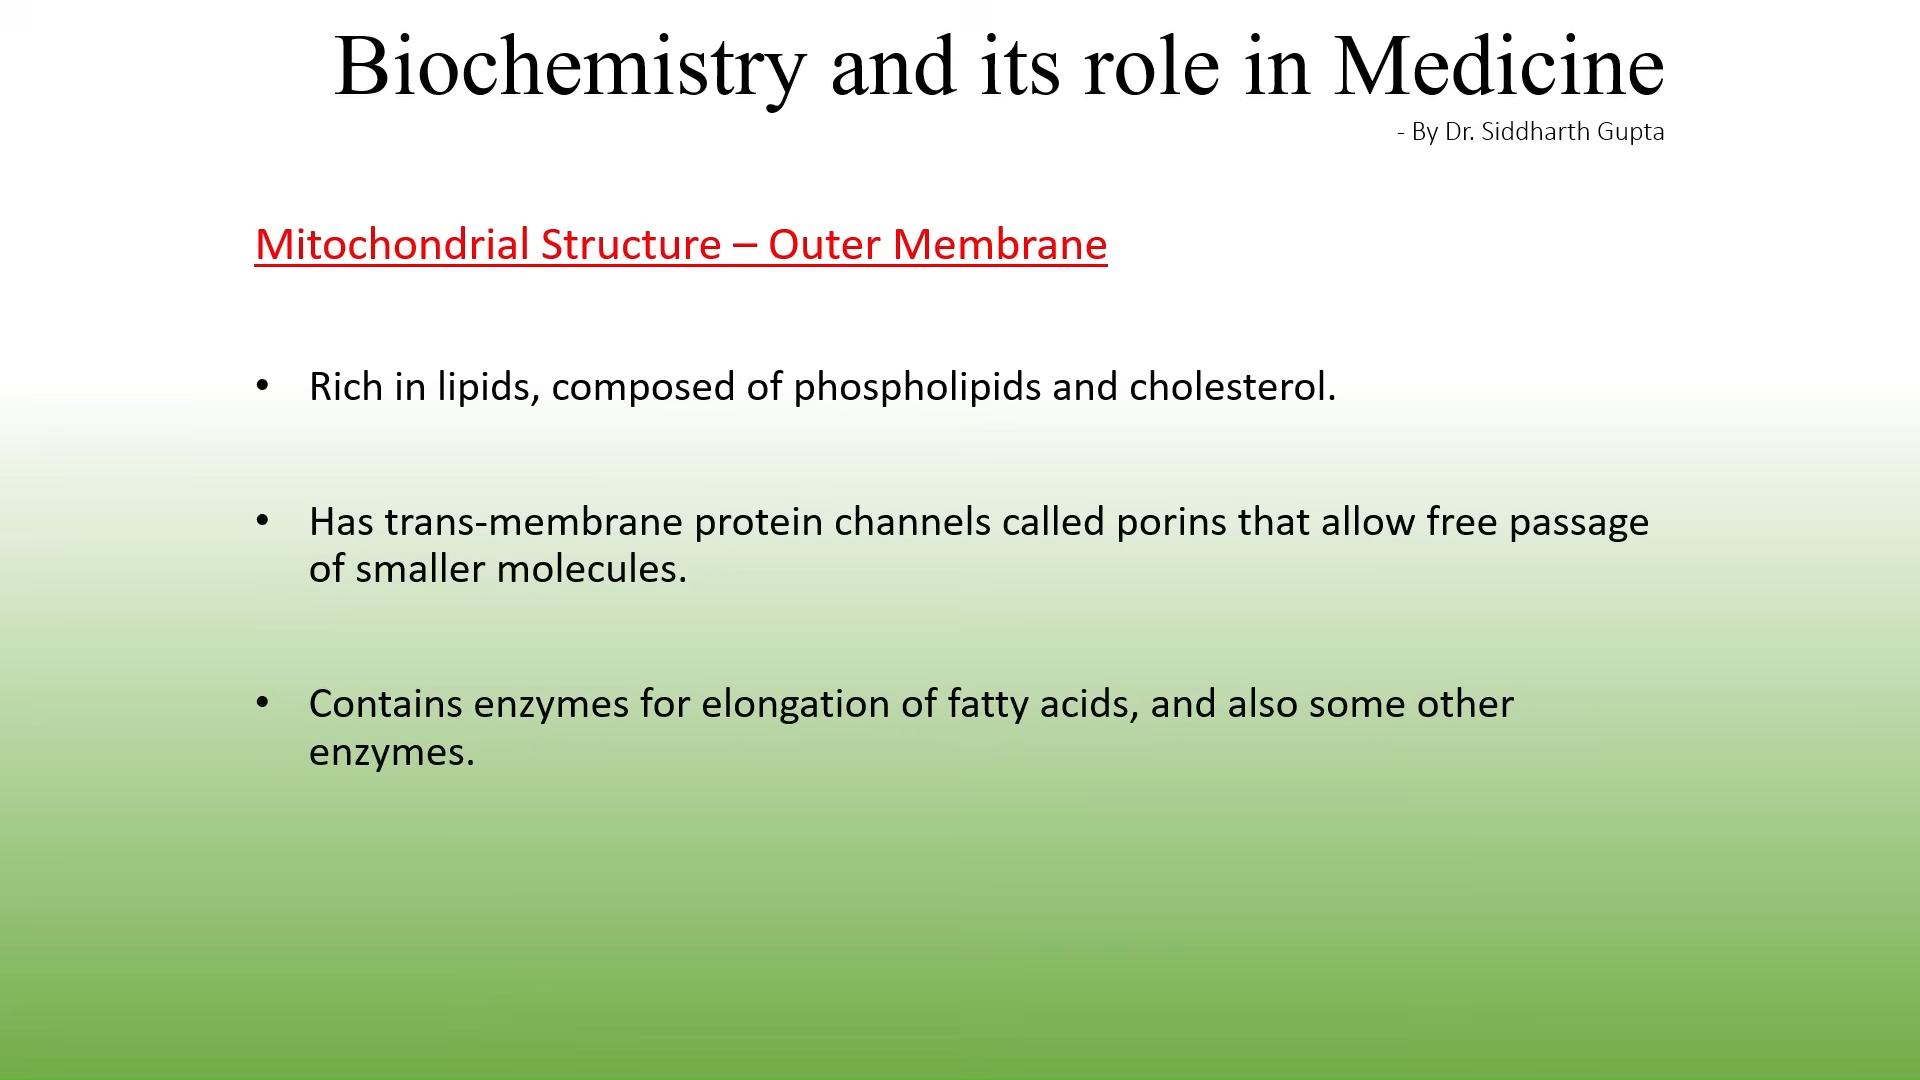 Biochemistry and its role in Medicine
- By Dr. Siddharth Gupta
Mitochondrial Structure – Outer Membrane
• Rich in lipids, composed of phospholipids and cholesterol.
• Has trans-membrane protein channels called porins that allow free passage
of smaller molecules.
• Contains enzymes for elongation of fatty acids, and also some other
enzymes.